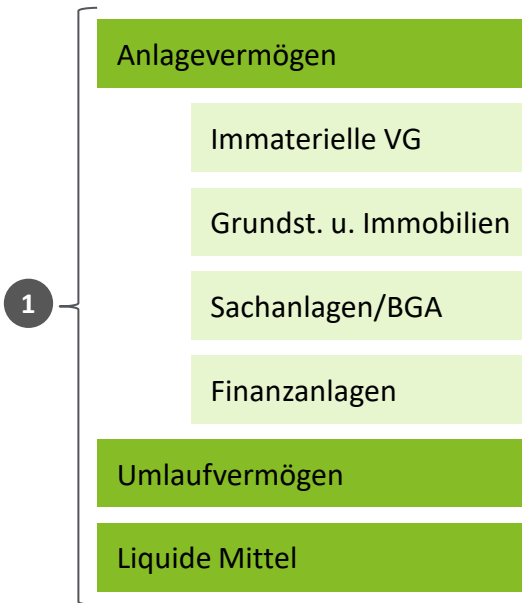 Anlagevermögen
Immaterielle VG
Grundst. u. Immobilien
1
Sachanlagen/BGA
Finanzanlagen
Umlaufvermögen
Liquide Mittel